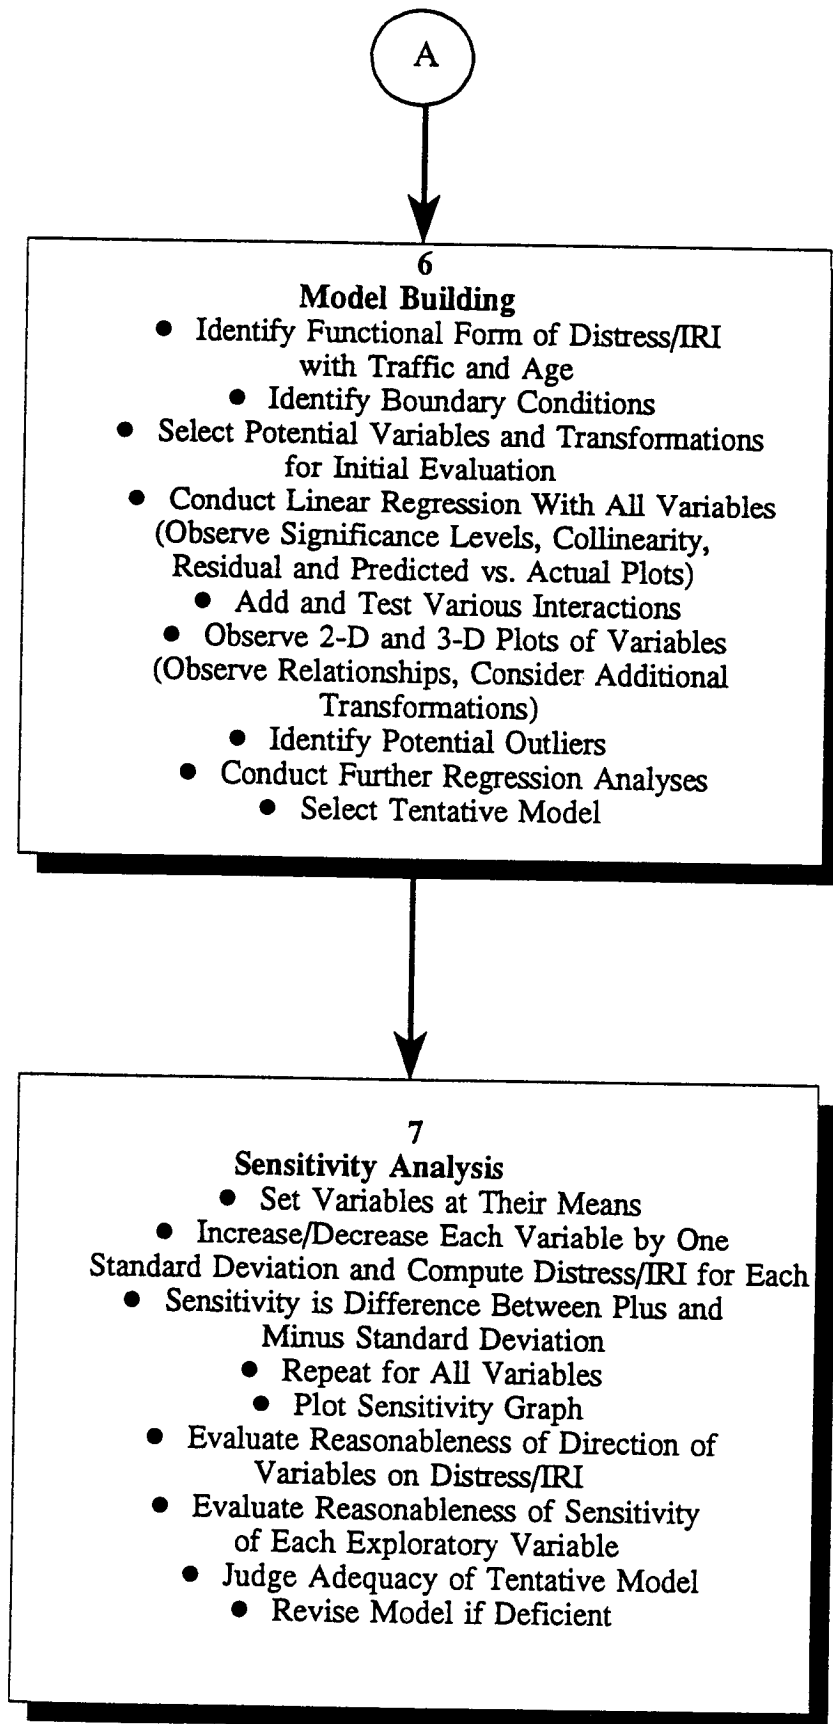 A
6
Model Building
● Identify Functional Form of Distress/IRI
with Traffic and Age
● Identify Boundary Conditions
● Select Potential Variables and Transformations
for Initial Evaluation
● Conduct Linear Regression With All Variables
(Observe Significance Levels, Collinearity,
Residual and Predicted vs. Actual Plots)
● Add and Test Various Interactions
● Observe 2-D and 3-D Plots of Variables
(Observe Relationships, Consider Additional
Transformations)
● Identify Potential Outliers
● Conduct Further Regression Analyses
● Select Tentative Model
7
Sensitivity Analysis
● Set Variables at Their Means
● Increase/Decrease Each Variable by One
Standard Deviation and Compute Distress/IRI for Each
● Sensitivity is Difference Between Plus and
Minus Standard Deviation
● Repeat for All Variables
● Plot Sensitivity Graph
● Evaluate Reasonableness of Direction of
Variables on Distress/IRI
● Evaluate Reasonableness of Sensitivity
of Each Exploratory Variable
● Judge Adequacy of Tentative Model
● Revise Model if Deficient